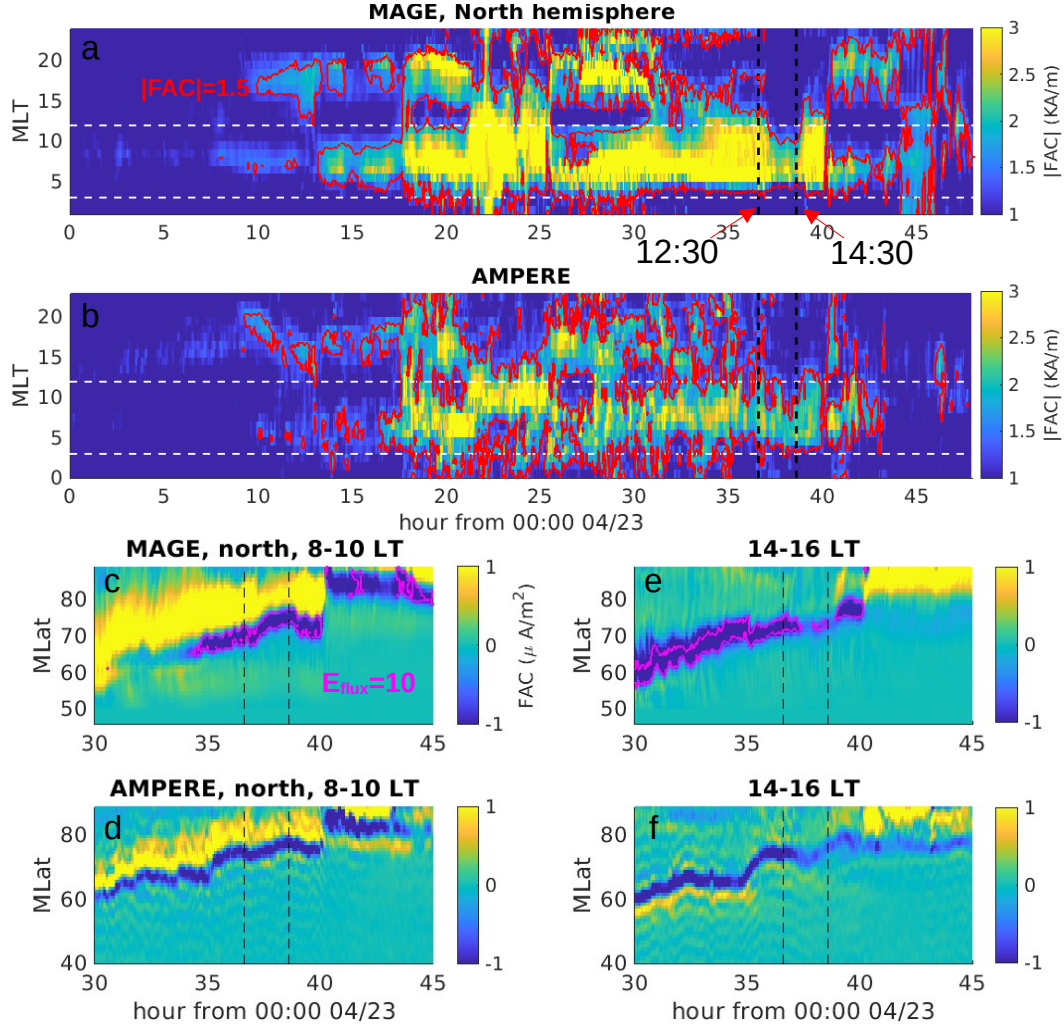 MAGE, North hemisphere
a
|FAC|=1.5
MLT
20
15
10
5
0 5 10 15 20 25 30 35 40 45
3
2.5
2
1.5
1
|FAC| (KA/m)
12:30
14:30
AMPERE
b
MLT
20
15
10
5
0
0 5 10 15 20 25 30 35 40 45
hour from 00:00 04/23
3
2.5
2
1.5
1
|FAC| (KA/m)
MAGE, north, 8-10 LT
c
MLat
80
70
60
50
30 35 40 45
Eflux=10
1
0
-1
FAC (μ A/m²)
14-16 LT
e
MLat
80
70
60
50
30 35 40 45
1
0
-1
AMPERE, north, 8-10 LT
d
MLat
80
60
40
30 35 40 45
hour from 00:00 04/23
1
0
-1
14-16 LT
f
MLat
80
60
40
30 35 40 45
hour from 00:00 04/23
1
0
-1